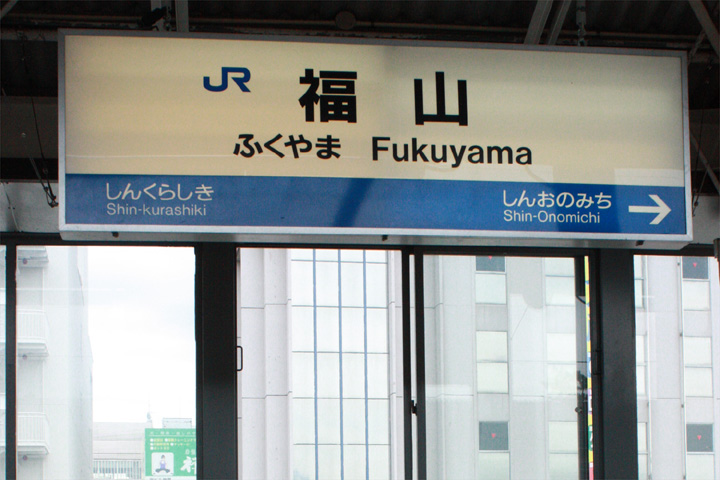 JR 福山
ふくやま Fukuyama
しんくらしき
Shin-kurashiki
しんおのみち
Shin-Onomichi